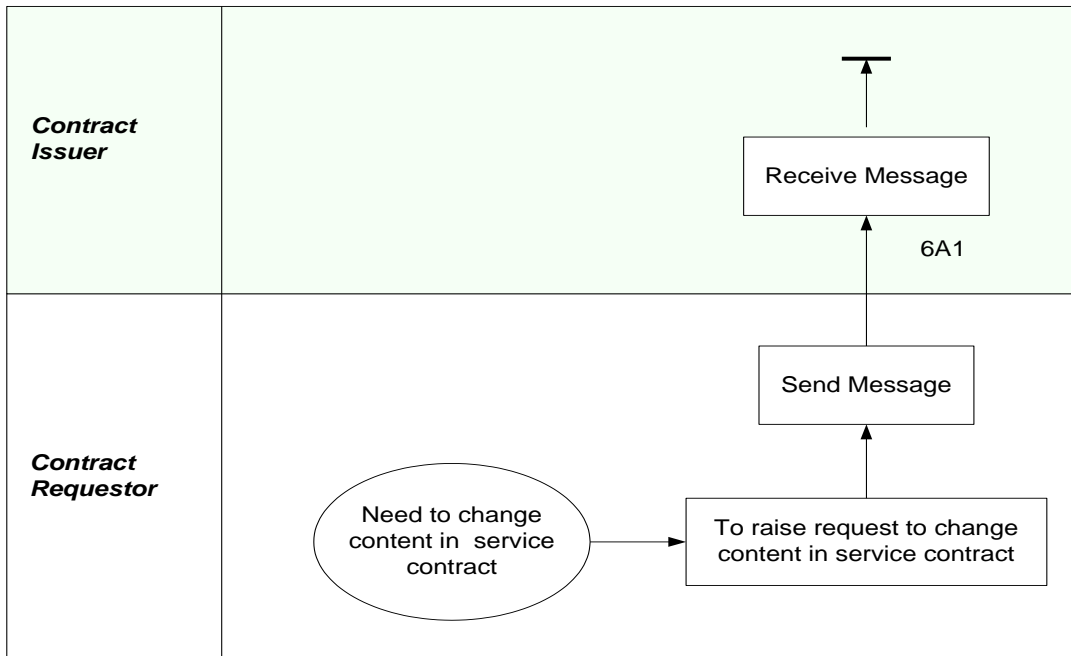 Contract
Issuer
Receive Message
6A1
Send Message
Contract
Requestor
Need to change
content in  service
contract
To raise request to change
content in service contract